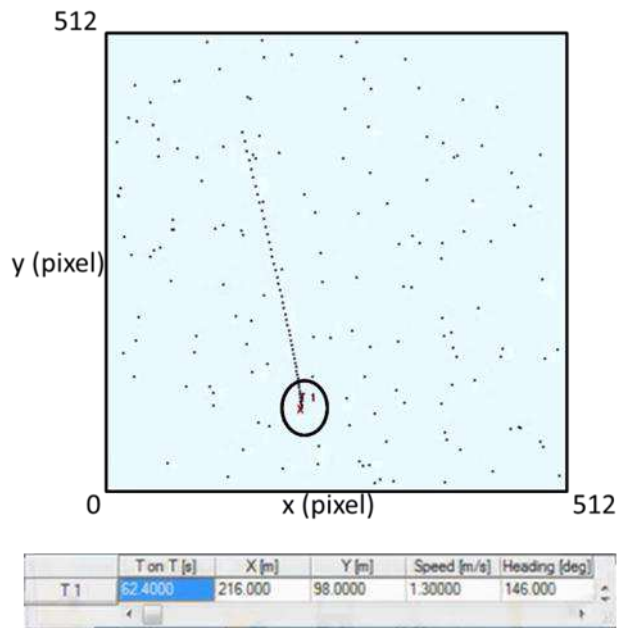 512
y (pixel)
T 1
0
x (pixel)
512
T on T [s] X [m] Y [m] Speed [m/s] Heading [deg]
T 1 62.4000 216.000 98.0000 1.30000 146.000